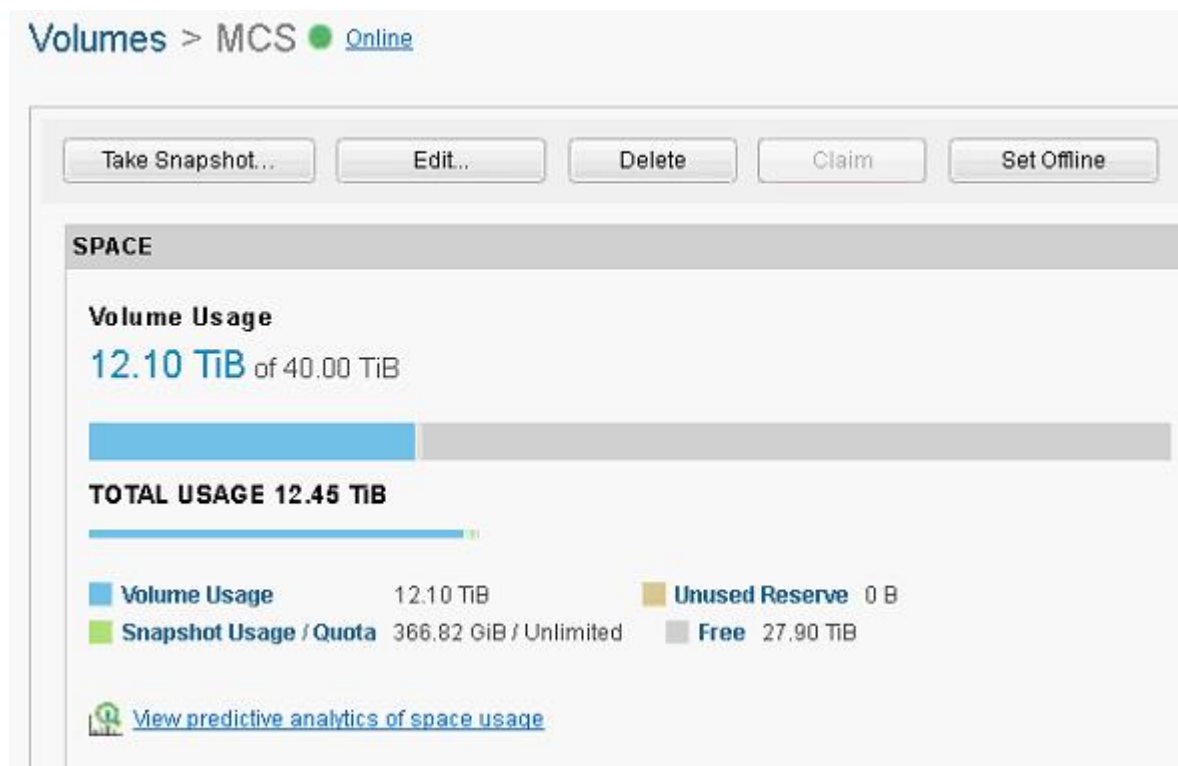 Volumes > MCS Online
Take Snapshot... Edit... Delete Claim Set Offline
SPACE
Volume Usage
12.10 TiB of 40.00 TiB
TOTAL USAGE 12.45 TiB
Volume Usage 12.10 TiB Unused Reserve 0 B
Snapshot Usage / Quota 366.82 GiB / Unlimited Free 27.90 TiB
View predictive analytics of space usage